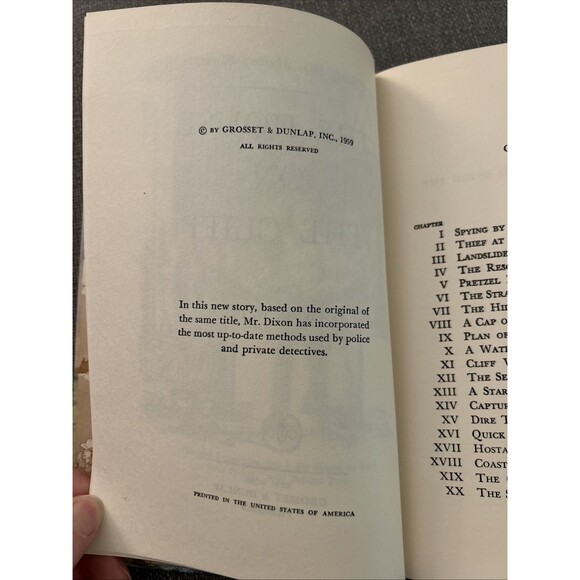 © BY GROSSET & DUNLAP, INC., 1959
ALL RIGHTS RESERVED
In this new story, based on the original of
the same title, Mr. Dixon has incorporated
the most up-to-date methods used by police
and private detectives.
PRINTED IN THE UNITED STATES OF AMERICA
CHAPTER
I SPYING BY
II THIEF AT
III LANDSLIDE
IV THE RESC
V PRETZEL
VI THE STRA
VII THE HID
VIII A CAP O
IX PLAN OF
X A WAT
XI CLIFF
XII THE SE
XIII A STAR
XIV CAPTUR
XV DIRE T
XVI QUICK
XVII HOSTA
XVIII COAST
XIX THE
XX THE S